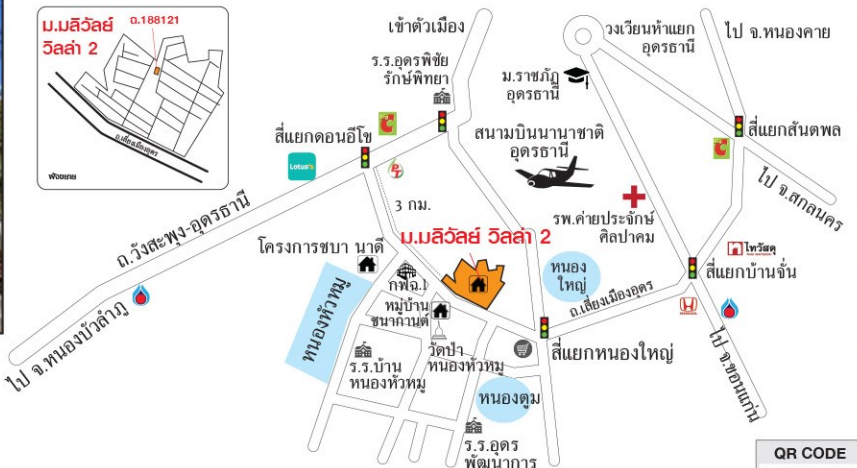 ม.มลิวัลย์
วิลล่า 2
ฉ.188121
ถ.เลี่ยงเมืองอุดร
ผังขยาย
เข้าตัวเมือง
ร.ร.อุดรพิชัย
รักษ์พิทยา
วงเวียนห้าแยก
อุดรธานี
ไป จ.หนองคาย
ม.ราชภัฏ
อุดรธานี
สี่แยกดอนอีไข
C
สี่แยกสันตพล
C
สนามบินนานาชาติ
อุดรธานี
Lotus's
PT
ไป จ.สกลนคร
3 กม.
รพ.ค่ายประจักษ์
ศิลปาคม
ถ.วังสะพุง-อุดรธานี
ม.มลิวัลย์ วิลล่า 2
โครงการชบา นาดี
ไทวัสดุ
สี่แยกบ้านจั่น
กฟฉ.1
หนอง
ใหญ่
หมู่บ้าน
ชนากานต์
ถ.เลี่ยงเมืองอุดร
HONDA
ไป จ.หนองบัวลำภู
หนองหัวหมู
วัดป่า
หนองหัวหมู
สี่แยกหนองใหญ่
ไป จ.ขอนแก่น
ร.ร.บ้าน
หนองหัวหมู
หนองตูม
ร.ร.อุดร
พัฒนาการ
QR CODE